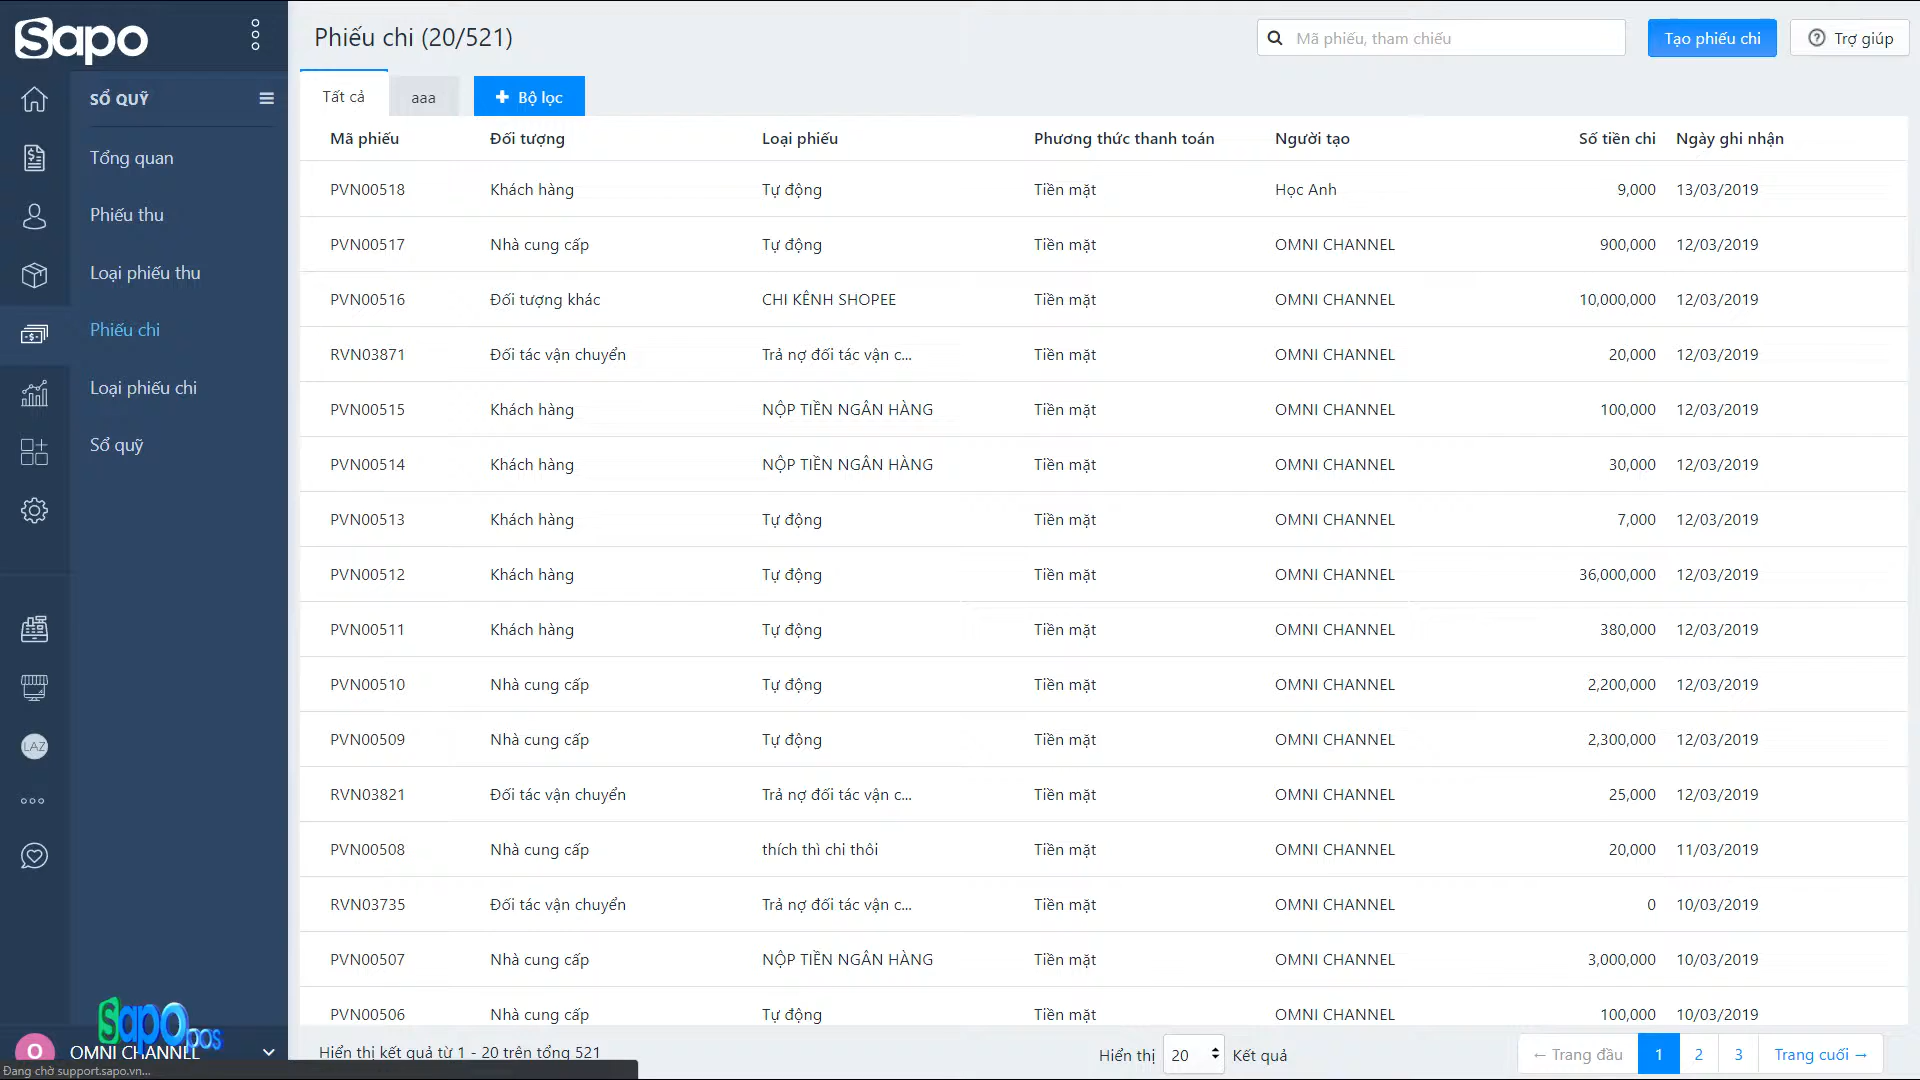 Sapo
Phiếu chi (20/521)
Mã phiếu, tham chiếu
Tạo phiếu chi
Trợ giúp
SỔ QUỸ
Tổng quan
Phiếu thu
Loại phiếu thu
Phiếu chi
Loại phiếu chi
Sổ quỹ
LAZ
Tất cả
aaa
Bộ lọc
Mã phiếu Đối tượng Loại phiếu Phương thức thanh toán Người tạo Số tiền chi Ngày ghi nhận
PVN00518 Khách hàng Tự động Tiền mặt Học Anh 9,000 13/03/2019
PVN00517 Nhà cung cấp Tự động Tiền mặt OMNI CHANNEL 900,000 12/03/2019
PVN00516 Đối tượng khác CHI KÊNH SHOPEE Tiền mặt OMNI CHANNEL 10,000,000 12/03/2019
RVN03871 Đối tác vận chuyển Trả nợ đối tác vận c... Tiền mặt OMNI CHANNEL 20,000 12/03/2019
PVN00515 Khách hàng NỘP TIỀN NGÂN HÀNG Tiền mặt OMNI CHANNEL 100,000 12/03/2019
PVN00514 Khách hàng NỘP TIỀN NGÂN HÀNG Tiền mặt OMNI CHANNEL 30,000 12/03/2019
PVN00513 Khách hàng Tự động Tiền mặt OMNI CHANNEL 7,000 12/03/2019
PVN00512 Khách hàng Tự động Tiền mặt OMNI CHANNEL 36,000,000 12/03/2019
PVN00511 Khách hàng Tự động Tiền mặt OMNI CHANNEL 380,000 12/03/2019
PVN00510 Nhà cung cấp Tự động Tiền mặt OMNI CHANNEL 2,200,000 12/03/2019
PVN00509 Nhà cung cấp Tự động Tiền mặt OMNI CHANNEL 2,300,000 12/03/2019
RVN03821 Đối tác vận chuyển Trả nợ đối tác vận c... Tiền mặt OMNI CHANNEL 25,000 12/03/2019
PVN00508 Nhà cung cấp thích thì chi thôi Tiền mặt OMNI CHANNEL 20,000 11/03/2019
RVN03735 Đối tác vận chuyển Trả nợ đối tác vận c... Tiền mặt OMNI CHANNEL 0 10/03/2019
PVN00507 Nhà cung cấp NỘP TIỀN NGÂN HÀNG Tiền mặt OMNI CHANNEL 3,000,000 10/03/2019
PVN00506 Nhà cung cấp Tự động Tiền mặt OMNI CHANNEL 100,000 10/03/2019
Sapo POS
O OMNI CHANNEL
Hiển thị kết quả từ 1 - 20 trên tổng 521
Hiển thị 20 Kết quả
← Trang đầu 1 2 3 Trang cuối →
Đang chờ support.sapo.vn...